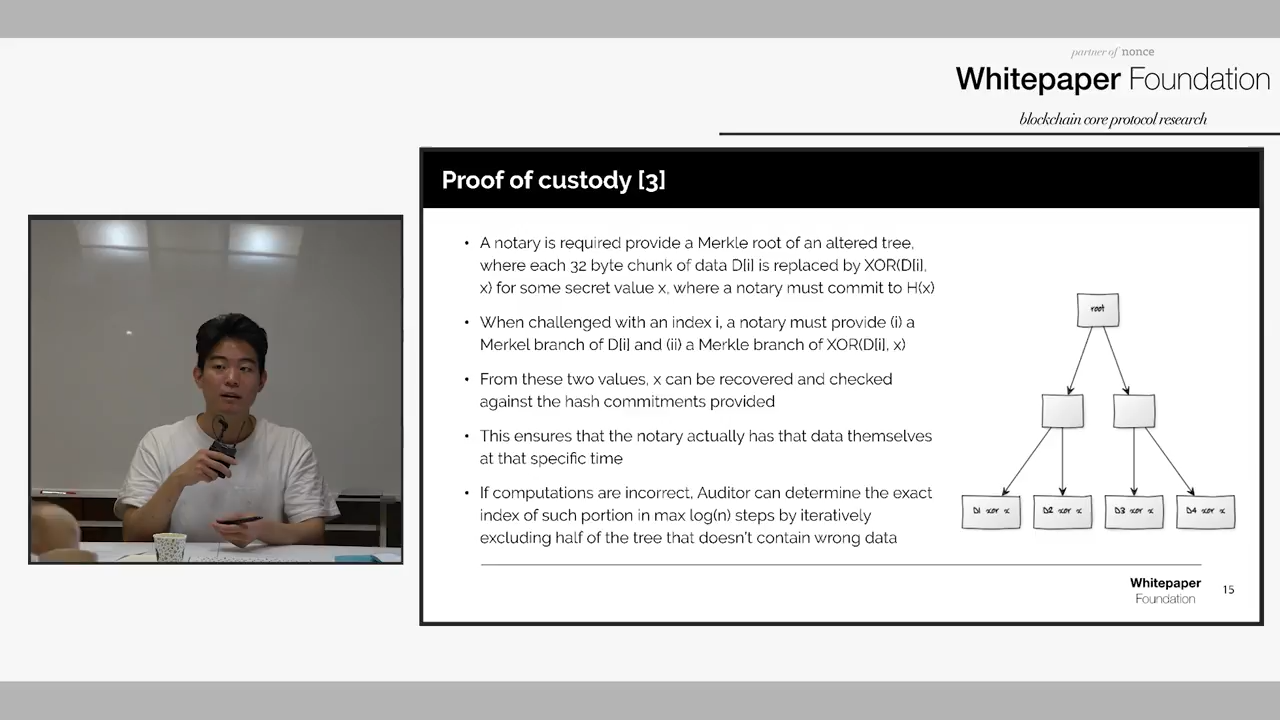 partner of nonce
Whitepaper Foundation
blockchain core protocol research
Proof of custody [3]
• A notary is required provide a Merkle root of an altered tree,
where each 32 byte chunk of data D[i] is replaced by XOR(D[i],
x) for some secret value x, where a notary must commit to H(x)
• When challenged with an index i, a notary must provide (i) a
Merkel branch of D[i] and (ii) a Merkle branch of XOR(D[i], x)
• From these two values, x can be recovered and checked
against the hash commitments provided
• This ensures that the notary actually has that data themselves
at that specific time
• If computations are incorrect, Auditor can determine the exact
index of such portion in max log(n) steps by iteratively
excluding half of the tree that doesn't contain wrong data
root
D1 xor x
D2 xor x
D3 xor x
D4 xor x
Whitepaper
Foundation
15